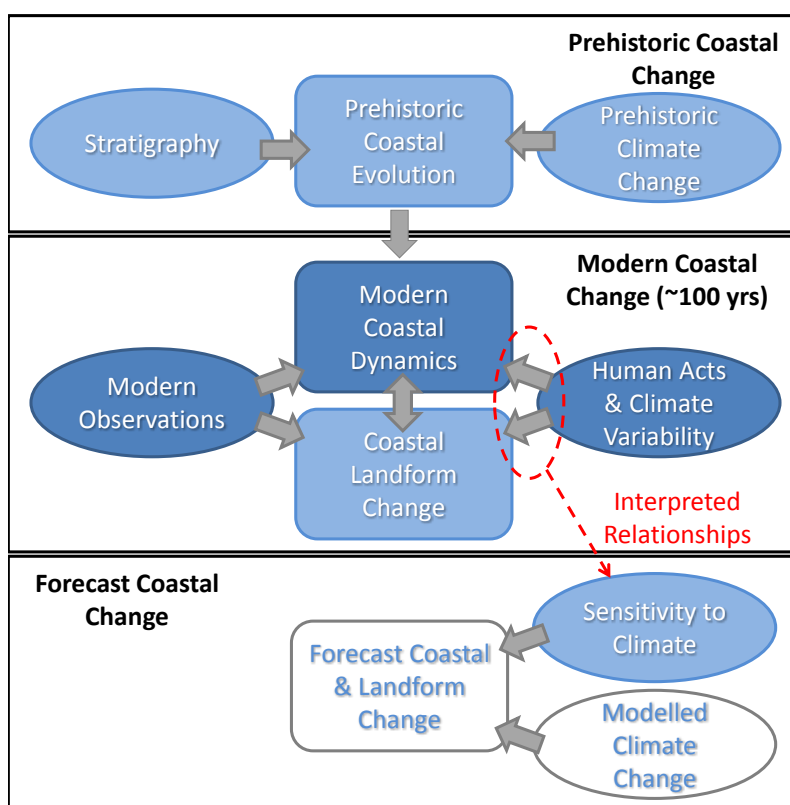 Prehistoric Coastal
Change
Stratigraphy
Prehistoric
Coastal
Evolution
Prehistoric
Climate
Change
Modern Coastal
Change (~100 yrs)
Modern
Coastal
Dynamics
Modern
Observations
Human Acts
& Climate
Variability
Coastal
Landform
Change
Interpreted
Relationships
Forecast Coastal
Change
Sensitivity to
Climate
Forecast Coastal
& Landform
Change
Modelled
Climate
Change